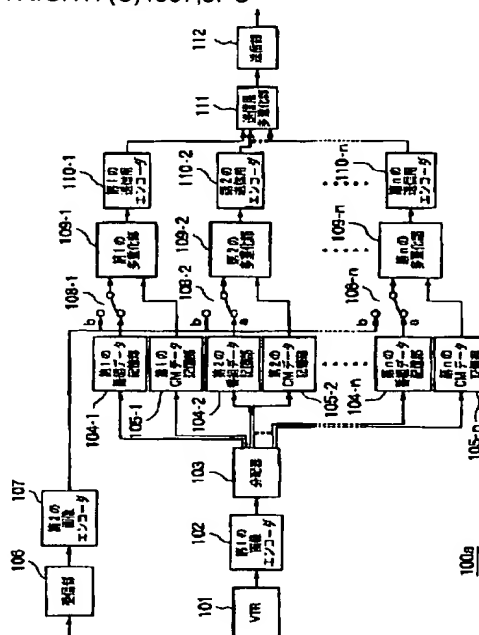 106
受信部
107
第2の画像
エンコーダ
101
VTR
102
第1の画像
エンコーダ
103
分配器
104-1
第1の
番組データ
記憶部
105-1
第1の
CMデータ
記憶部
104-2
第2の
番組データ
記憶部
105-2
第2の
CMデータ
記憶部
104-n
第nの
番組データ
記憶部
105-n
第nの
CMデータ
記憶部
108-1
b
108-2
b
a
108-n
b
a
109-1
第1の
多重化部
109-2
第2の
多重化部
109-n
第nの
多重化部
110-1
第1の
送信用
エンコーダ
110-2
第2の
送信用
エンコーダ
110-n
第nの
送信用
エンコーダ
111
送信用
多重化部
112
送信部
100a